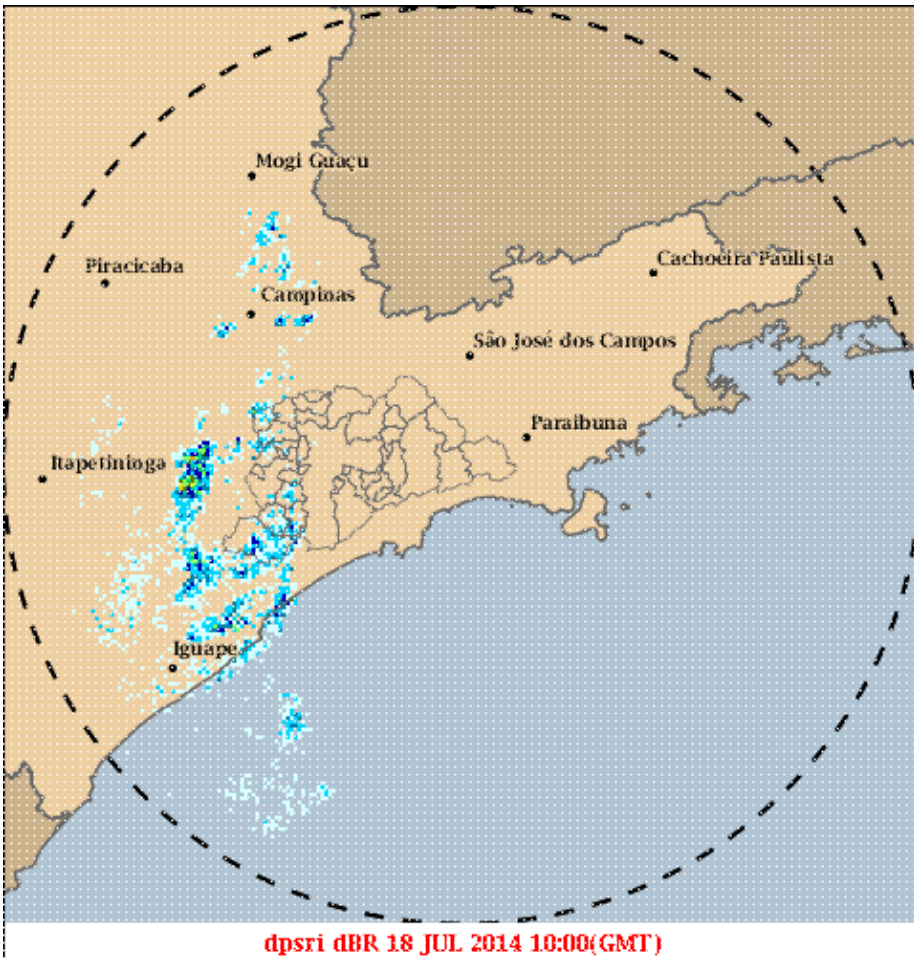 Mogi Guaçu
Piracicaba
Cachoeira Paulista
Campinas
São José dos Campos
Paraibuna
Itapetininga
Iguape
dpsri dBR 18 JUL 2014 10:00(GMT)